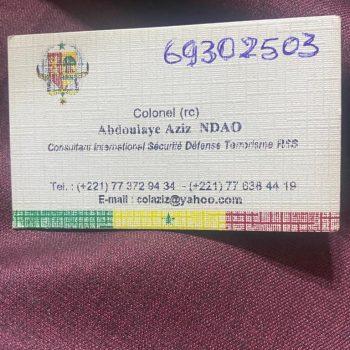 69302503
Colonel (rc)
Abdoulaye Aziz NDAO
Consultant International Sécurité Défense Terrorisme RSS
Tel. : (+221) 77 372 94 34 - (+221) 77 638 44 19
E-mail : colaziz@yahoo.com